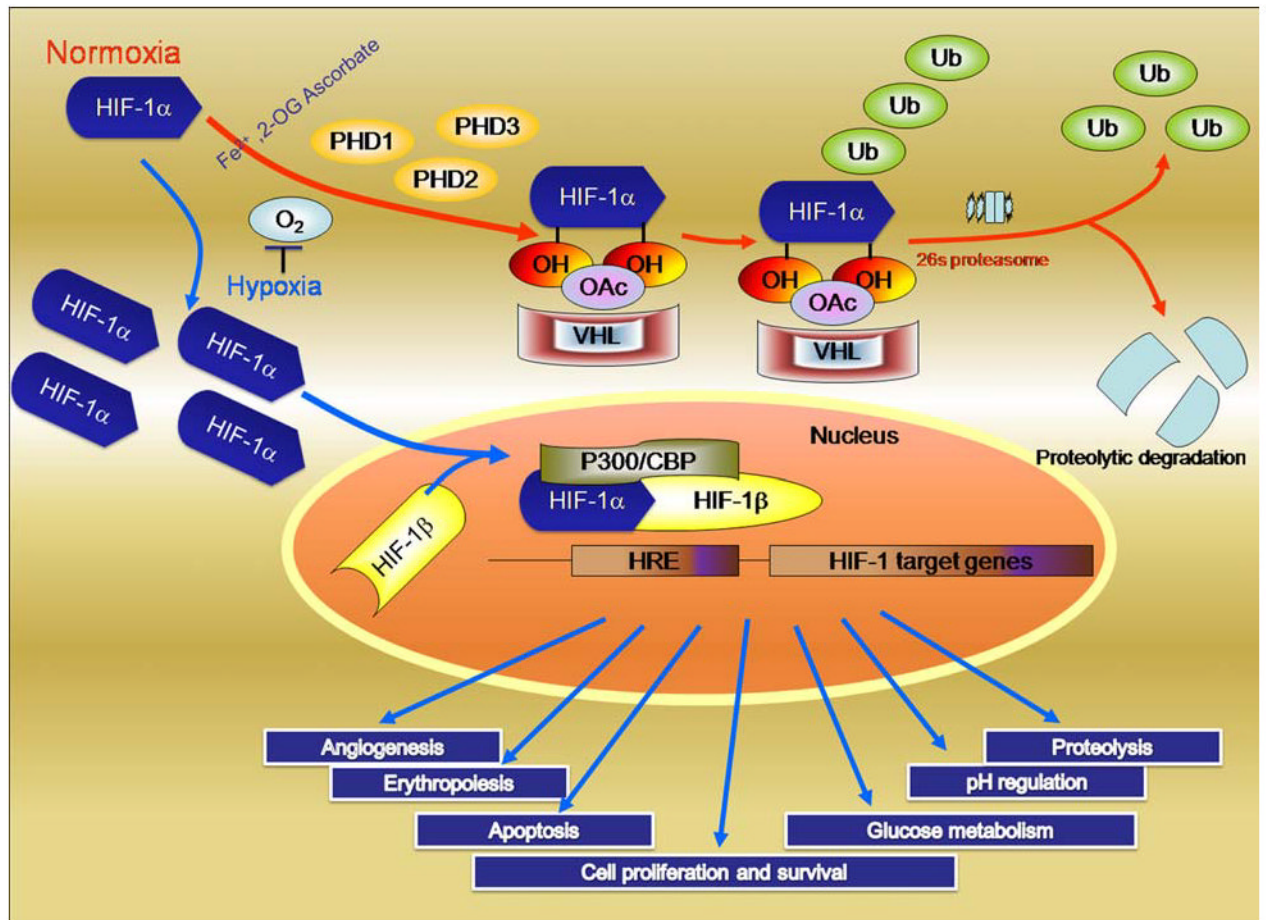 Normoxia
HIF-1α
Fe²⁺ ,2-OG Ascorbate
PHD1
PHD3
PHD2
O₂
Hypoxia
HIF-1α
OH
OH
OAc
VHL
Ub
Ub
Ub
HIF-1α
OH
OH
OAc
VHL
26s proteasome
Ub
Ub
Ub
Proteolytic degradation
HIF-1α
HIF-1α
HIF-1α
HIF-1α
Nucleus
P300/CBP
HIF-1α
HIF-1β
HIF-1β
HRE
HIF-1 target genes
Angiogenesis
Erythropoiesis
Apoptosis
Cell proliferation and survival
Glucose metabolism
pH regulation
Proteolysis